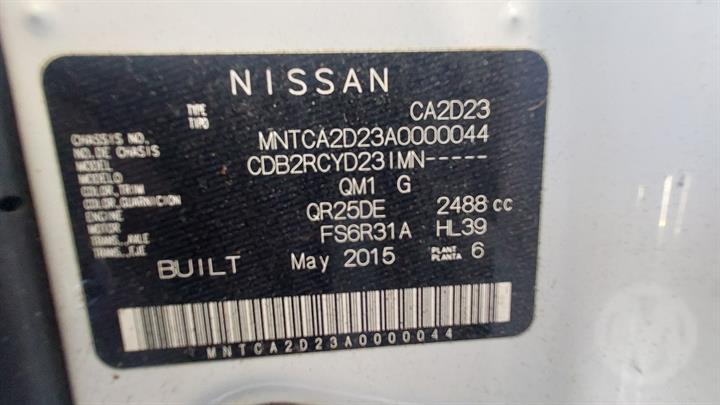 NISSAN
TYPE
TIPO CA2D23
CHASSIS NO.
NO.DE CHASSIS MNTCA2D23A0000044
MODEL
MODELO CDB2RCYD23IMN-----
COLOR,TRIM
COLOR,GUARNICION QM1 G
ENGINE
MOTOR QR25DE 2488 cc
TRANS.,AXLE
TRANS.,EJE FS6R31A HL39
BUILT May 2015 PLANT
PLANTA 6
MNTCA2D23A0000044